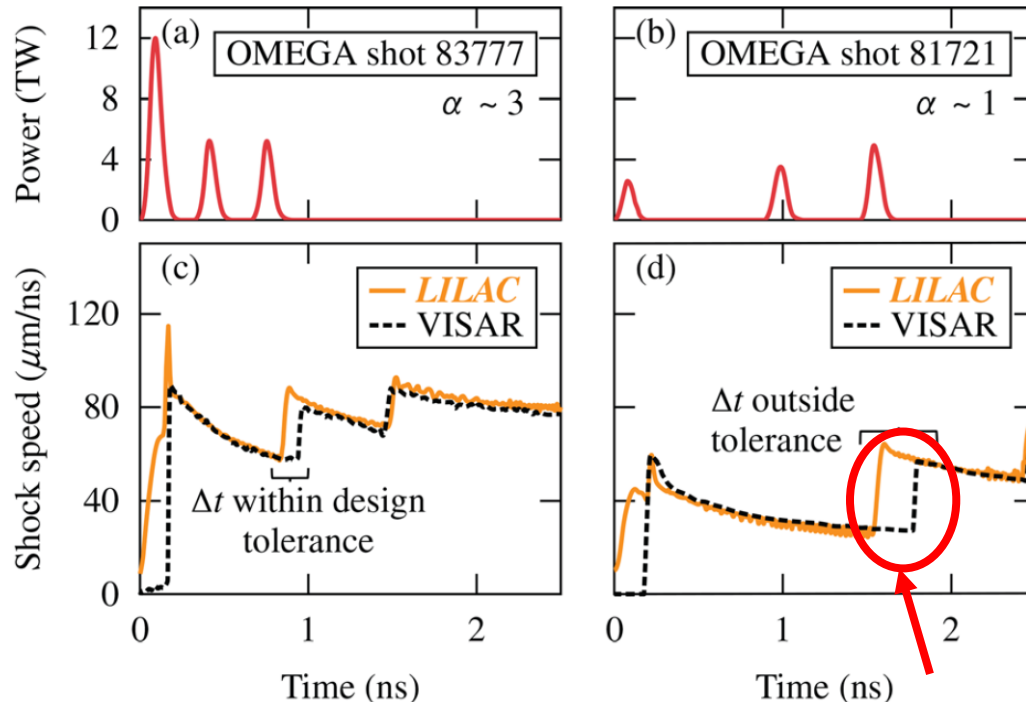 (a)
OMEGA shot 83777
α ~ 3
(b)
OMEGA shot 81721
α ~ 1
Power (TW)
12
8
4
0
(c)
LILAC
VISAR
Δt within design
tolerance
(d)
LILAC
VISAR
Δt outside
tolerance
Shock speed (μm/ns)
120
80
40
0
0 1 2
0 1 2
Time (ns)
Time (ns)